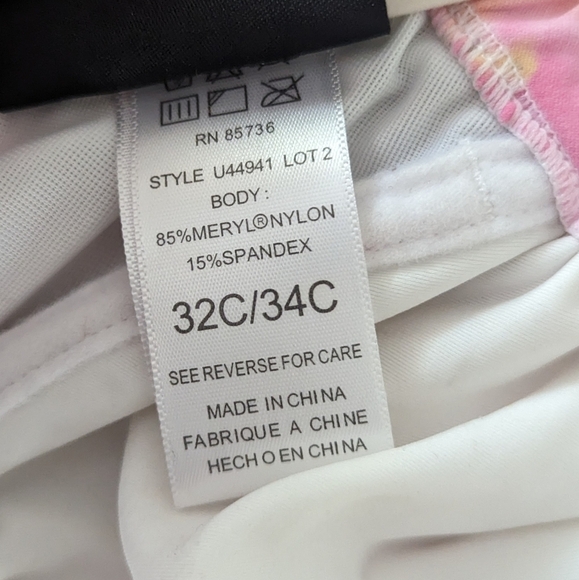 RN 85736
STYLE U44941 LOT 2
BODY :
85%MERYL®NYLON
15%SPANDEX
32C/34C
SEE REVERSE FOR CARE
MADE IN CHINA
FABRIQUE A CHINE
HECHO EN CHINA